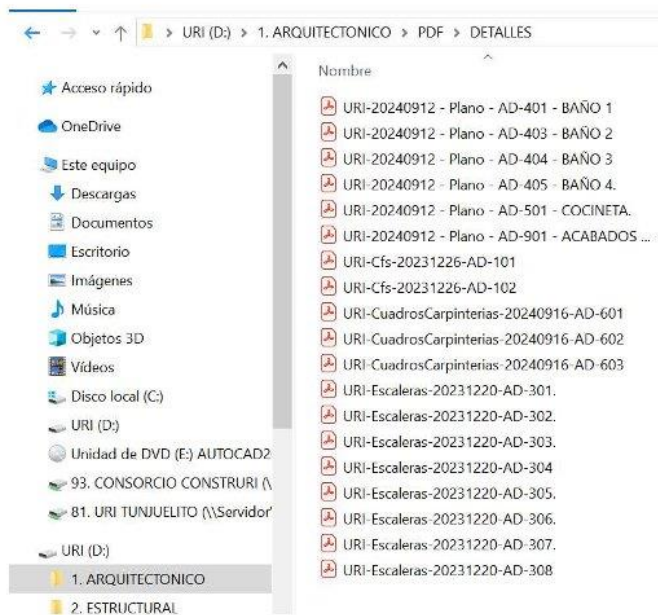 URI (D:) > 1. ARQUITECTONICO > PDF > DETALLES
Acceso rápido
OneDrive
Este equipo
Descargas
Documentos
Escritorio
Imágenes
Música
Objetos 3D
Vídeos
Disco local (C:)
URI (D:)
Unidad de DVD (E:) AUTOCAD2
93. CONSORCIO CONSTRURI (\
81. URI TUNJUELITO (\\Servidor'
URI (D:)
1. ARQUITECTONICO
2. ESTRUCTURAL
Nombre
URI-20240912 - Plano - AD-401 - BAÑO 1
URI-20240912 - Plano - AD-403 - BAÑO 2
URI-20240912 - Plano - AD-404 - BAÑO 3
URI-20240912 - Plano - AD-405 - BAÑO 4.
URI-20240912 - Plano - AD-501 - COCINETA.
URI-20240912 - Plano - AD-901 - ACABADOS ...
URI-Cfs-20231226-AD-101
URI-Cfs-20231226-AD-102
URI-CuadrosCarpinterias-20240916-AD-601
URI-CuadrosCarpinterias-20240916-AD-602
URI-CuadrosCarpinterias-20240916-AD-603
URI-Escaleras-20231220-AD-301.
URI-Escaleras-20231220-AD-302.
URI-Escaleras-20231220-AD-303.
URI-Escaleras-20231220-AD-304
URI-Escaleras-20231220-AD-305.
URI-Escaleras-20231220-AD-306.
URI-Escaleras-20231220-AD-307.
URI-Escaleras-20231220-AD-308